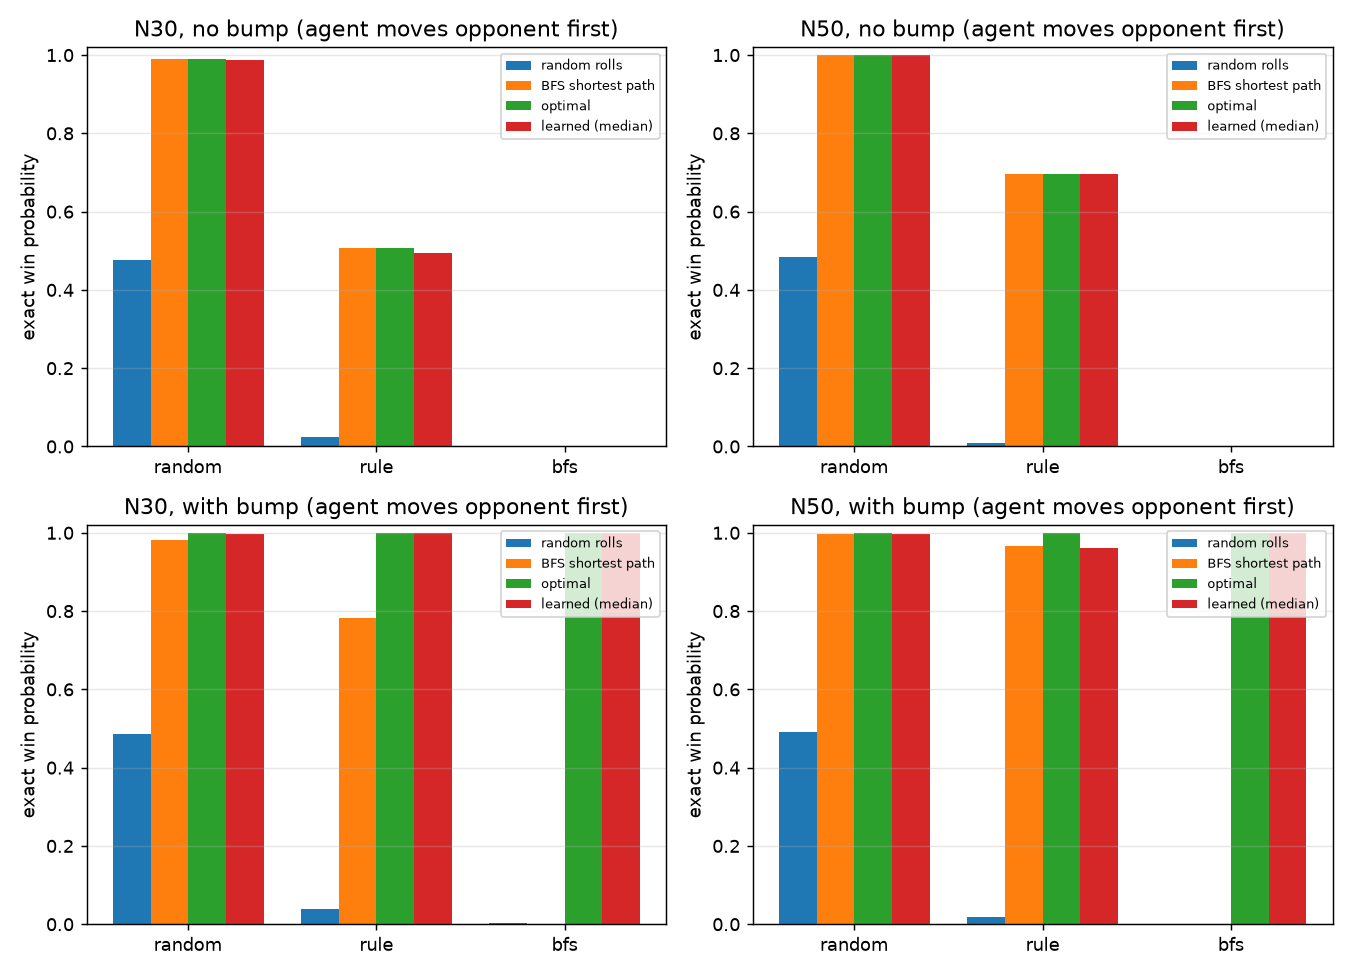 N30, no bump (agent moves opponent first)
exact win probability
1.0
0.8
0.6
0.4
0.2
0.0
random rolls
BFS shortest path
optimal
learned (median)
random rule bfs
N50, no bump (agent moves opponent first)
exact win probability
1.0
0.8
0.6
0.4
0.2
0.0
random rolls
BFS shortest path
optimal
learned (median)
random rule bfs
N30, with bump (agent moves opponent first)
exact win probability
1.0
0.8
0.6
0.4
0.2
0.0
random rolls
BFS shortest path
optimal
learned (median)
random rule bfs
N50, with bump (agent moves opponent first)
exact win probability
1.0
0.8
0.6
0.4
0.2
0.0
random rolls
BFS shortest path
optimal
learned (median)
random rule bfs